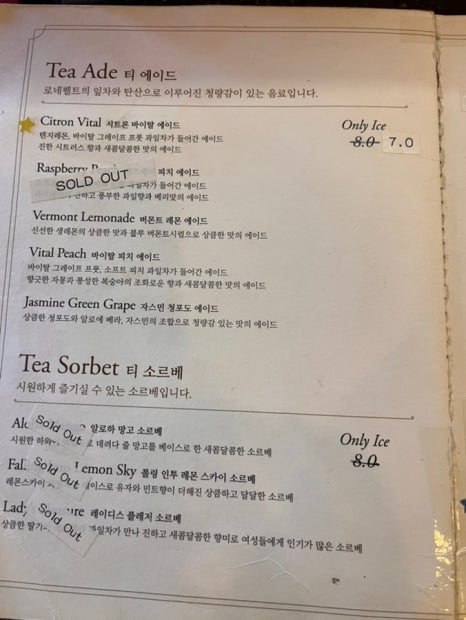 Tea Ade 티 에이드
로네펠트의 잎차와 탄산으로 이루어진 청량감이 있는 음료입니다.
Citron Vital 시트론 바이탈 에이드
Only Ice
8.0 7.0
탠지레몬, 바이탈 그레이프 프룻 과일차가 들어간 에이드
진한 시트러스 향과 새콤달콤한 맛의 에이드
Raspberry 피치 에이드
SOLD OUT
과일차가 들어간 에이드
풍부한 과일향과 베리맛의 에이드
Vermont Lemonade 버몬트 레몬 에이드
신선한 생레몬의 상큼한 맛과 블루 버몬트시럽으로 상큼한 맛의 에이드
Vital Peach 바이탈 피치 에이드
바이탈 그레이프 프룻, 소프트 피치 과일차가 들어간 에이드
향긋한 자몽과 풍성한 복숭아의 조화로운 향과 새콤달콤한 맛의 에이드
Jasmine Green Grape 자스민 청포도 에이드
상큼한 청포도와 알로에 베라, 자스민의 조합으로 청량감 있는 맛의 에이드
Tea Sorbet 티 소르베
시원하게 즐기실 수 있는 소르베입니다.
알로하 망고 소르베
Sold Out
Only Ice
8.0
시원한 데려다 줄 망고를 베이스로 한 새콤달콤한 소르베
Lemon Sky 폴링 인투 레몬 스카이 소르베
Sold Out
레몬스카이 베이스로 유자와 민트향이 더해진 상큼하고 달달한 소르베
레이디스 플레저 소르베
Sold Out
상큼한 과일차가 만나 진하고 새콤달콤한 향미로 여성들에게 인기가 많은 소르베